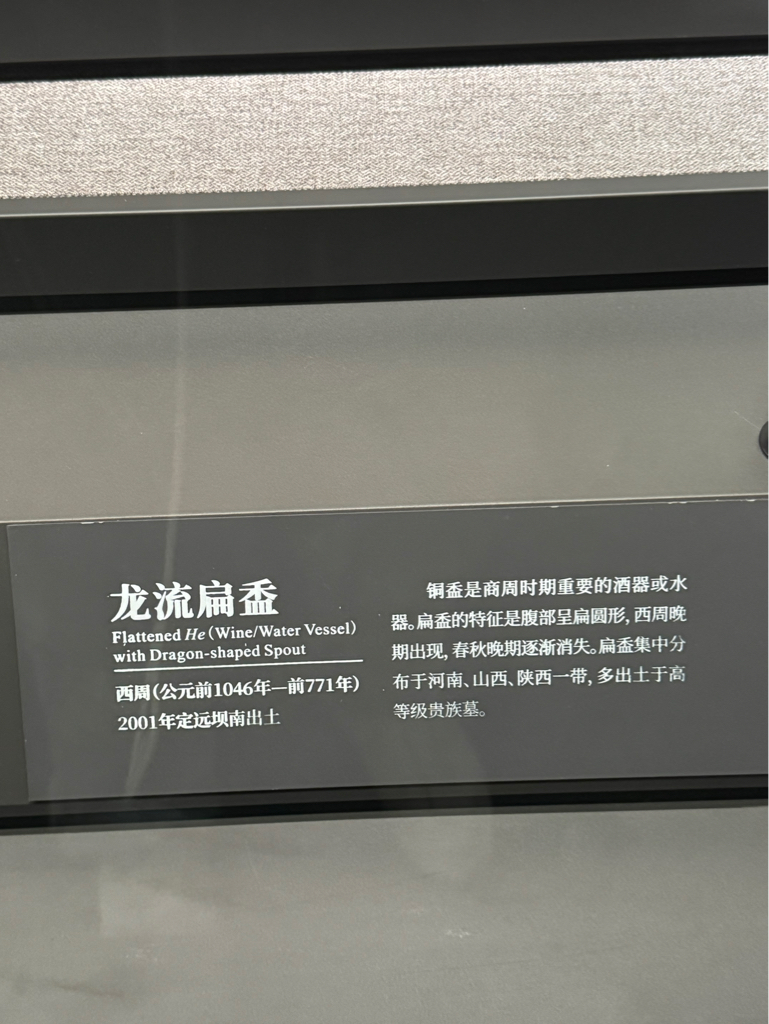 龙流扁盉
Flattened He (Wine/Water Vessel)
with Dragon-shaped Spout
西周(公元前1046年—前771年)
2001年定远坝南出土
铜盉是商周时期重要的酒器或水
器。扁盉的特征是腹部呈扁圆形, 西周晚
期出现, 春秋晚期逐渐消失。扁盉集中分
布于河南、山西、陕西一带, 多出土于高
等级贵族墓。